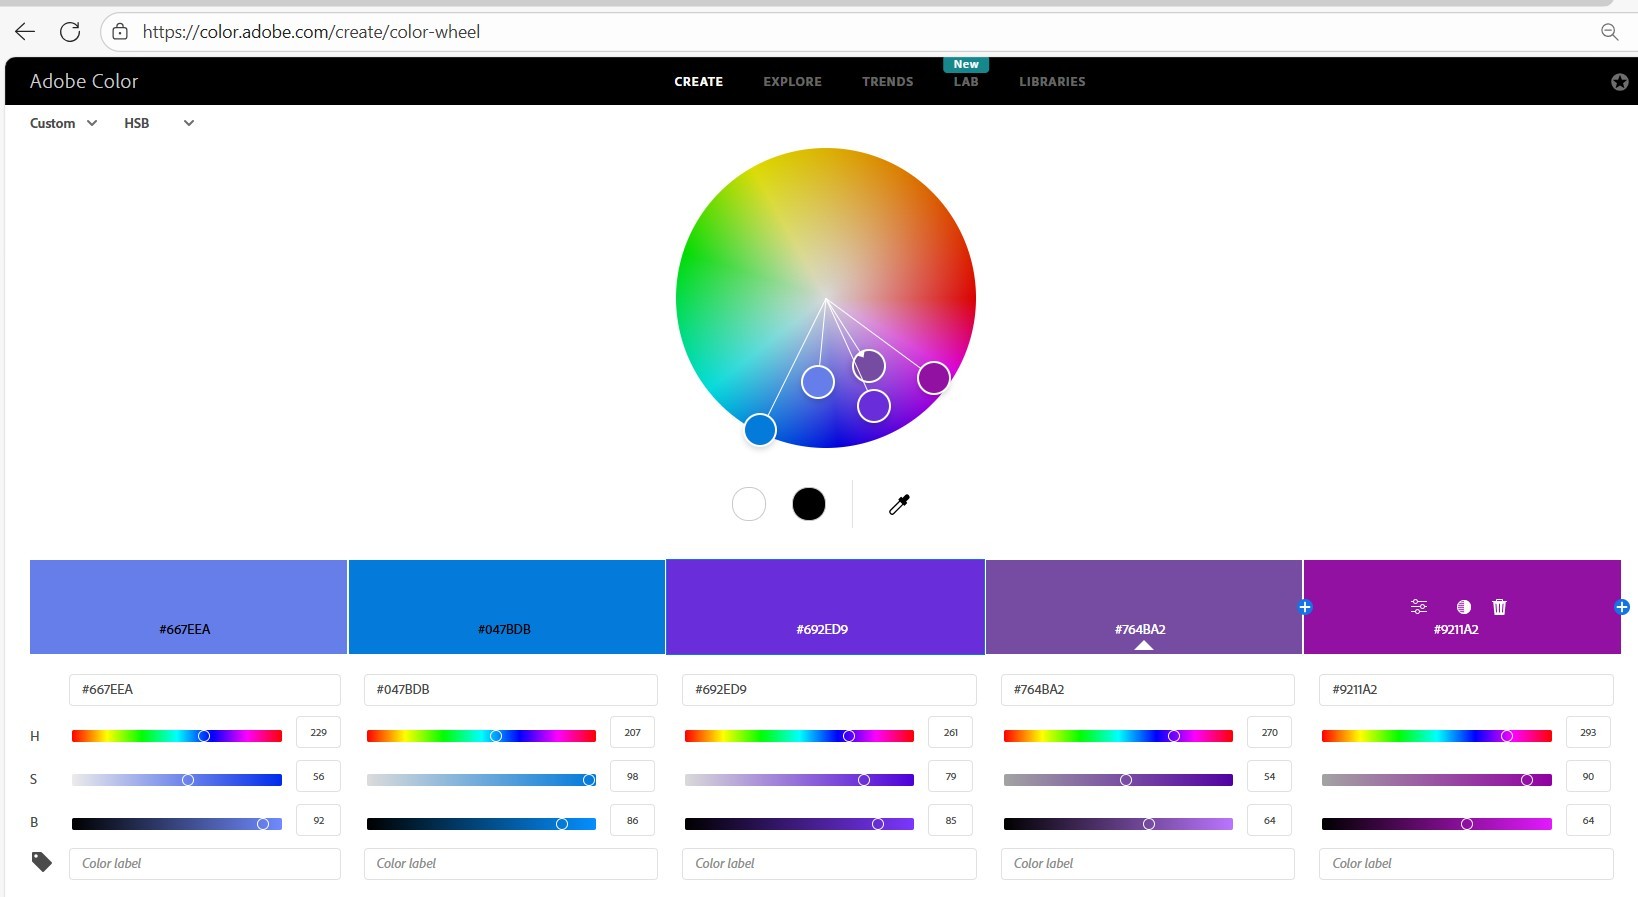 https://color.adobe.com/create/color-wheel
Adobe Color
CREATE
EXPLORE
TRENDS
New
LAB
LIBRARIES
Custom
HSB
#667EEA
#047BDB
#692ED9
#764BA2
#9211A2
#667EEA
#047BDB
#692ED9
#764BA2
#9211A2
H
229
207
261
270
293
S
56
98
79
54
90
B
92
86
85
64
64
Color label
Color label
Color label
Color label
Color label